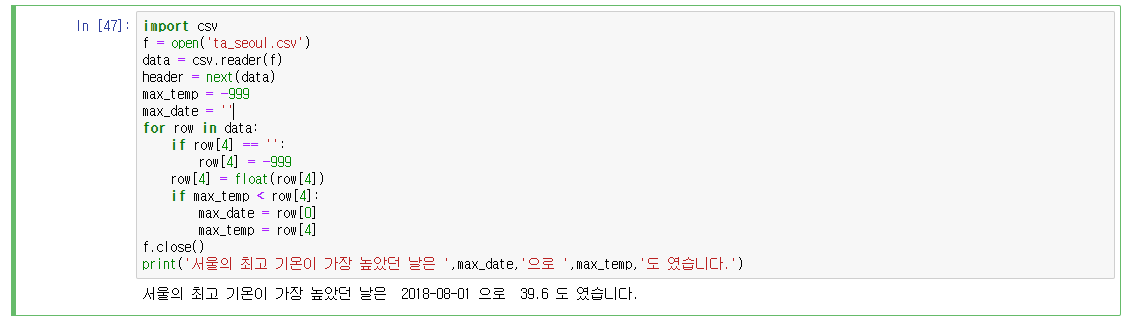 In [47]: import csv
f = open('ta_seoul.csv')
data = csv.reader(f)
header = next(data)
max_temp = -999
max_date = ''
for row in data:
    if row[4] == '':
        row[4] = -999
    row[4] = float(row[4])
    if max_temp < row[4]:
        max_date = row[0]
        max_temp = row[4]
f.close()
print('서울의 최고 기온이 가장 높았던 날은 ',max_date,'으로 ',max_temp,'도 였습니다.')
서울의 최고 기온이 가장 높았던 날은  2018-08-01 으로  39.6 도 였습니다.